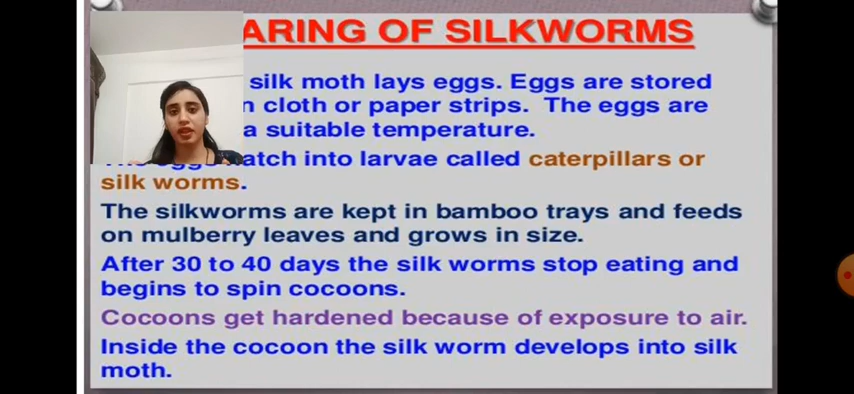 ARING OF SILKWORMS
silk moth lays eggs. Eggs are stored
cloth or paper strips. The eggs are
a suitable temperature.
hatch into larvae called caterpillars or
silk worms.
The silkworms are kept in bamboo trays and feeds
on mulberry leaves and grows in size.
After 30 to 40 days the silk worms stop eating and
begins to spin cocoons.
Cocoons get hardened because of exposure to air.
Inside the cocoon the silk worm develops into silk
moth.